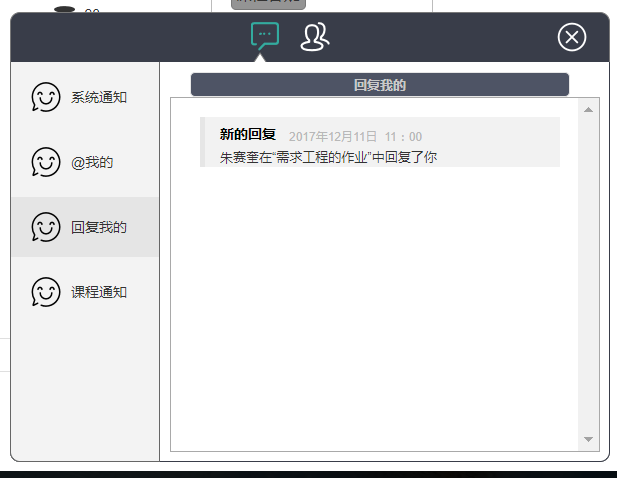 系统通知
@我的
回复我的
课程通知
回复我的
新的回复 2017年12月11日 11：00
朱赛奎在“需求工程的作业”中回复了你